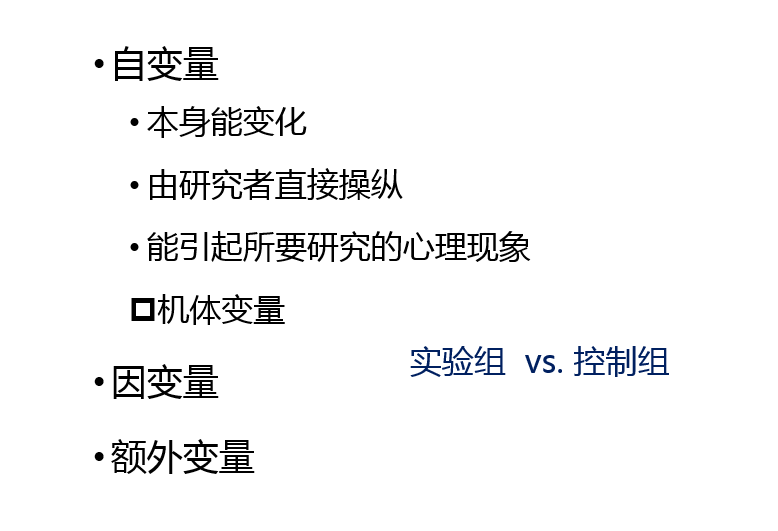 •自变量
•本身能变化
•由研究者直接操纵
•能引起所要研究的心理现象
机体变量
实验组 vs. 控制组
•因变量
•额外变量